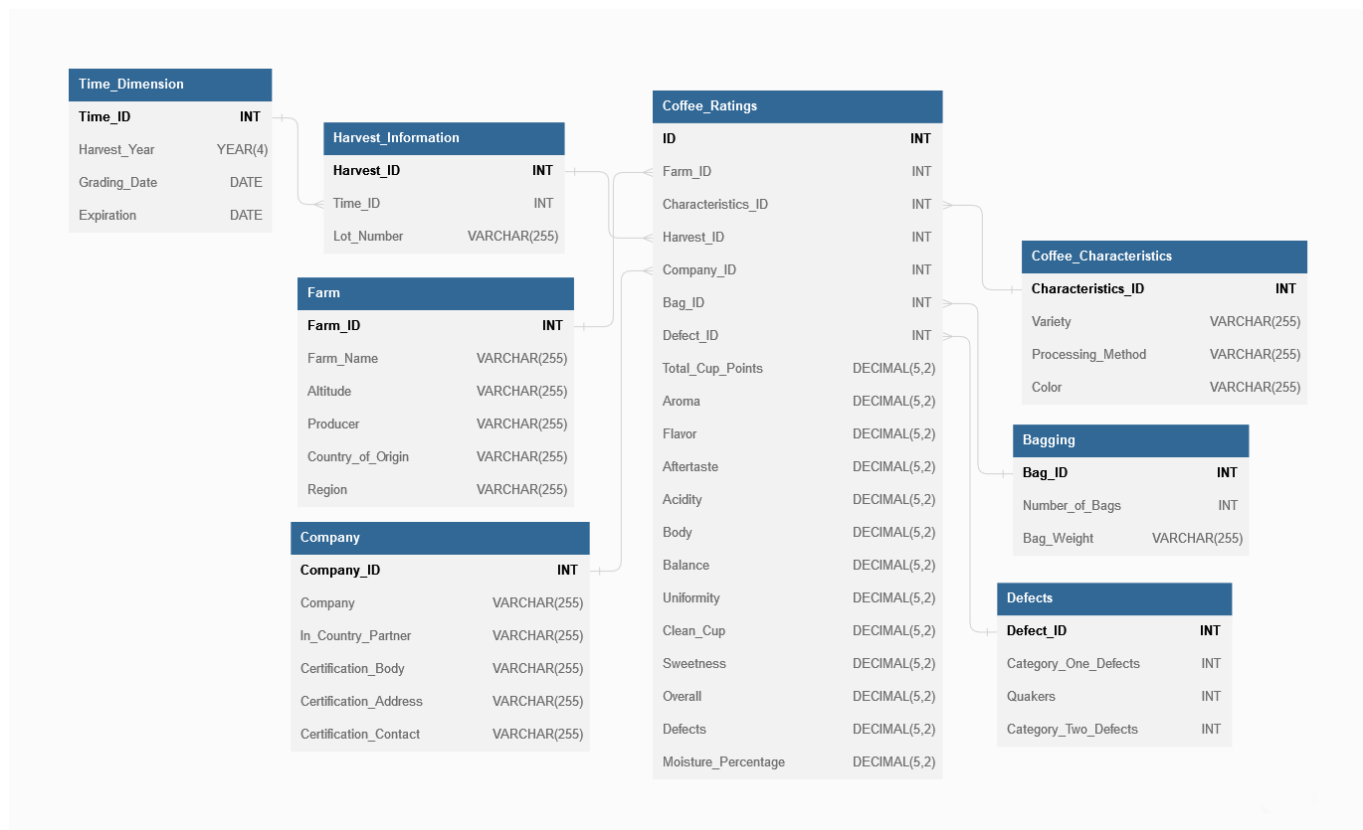 Time_Dimension
Time_ID INT
Harvest_Year YEAR(4)
Grading_Date DATE
Expiration DATE
Harvest_Information
Harvest_ID INT
Time_ID INT
Lot_Number VARCHAR(255)
Farm
Farm_ID INT
Farm_Name VARCHAR(255)
Altitude VARCHAR(255)
Producer VARCHAR(255)
Country_of_Origin VARCHAR(255)
Region VARCHAR(255)
Company
Company_ID INT
Company VARCHAR(255)
In_Country_Partner VARCHAR(255)
Certification_Body VARCHAR(255)
Certification_Address VARCHAR(255)
Certification_Contact VARCHAR(255)
Coffee_Ratings
ID INT
Farm_ID INT
Characteristics_ID INT
Harvest_ID INT
Company_ID INT
Bag_ID INT
Defect_ID INT
Total_Cup_Points DECIMAL(5,2)
Aroma DECIMAL(5,2)
Flavor DECIMAL(5,2)
Aftertaste DECIMAL(5,2)
Acidity DECIMAL(5,2)
Body DECIMAL(5,2)
Balance DECIMAL(5,2)
Uniformity DECIMAL(5,2)
Clean_Cup DECIMAL(5,2)
Sweetness DECIMAL(5,2)
Overall DECIMAL(5,2)
Defects DECIMAL(5,2)
Moisture_Percentage DECIMAL(5,2)
Coffee_Characteristics
Characteristics_ID INT
Variety VARCHAR(255)
Processing_Method VARCHAR(255)
Color VARCHAR(255)
Bagging
Bag_ID INT
Number_of_Bags INT
Bag_Weight VARCHAR(255)
Defects
Defect_ID INT
Category_One_Defects INT
Quakers INT
Category_Two_Defects INT